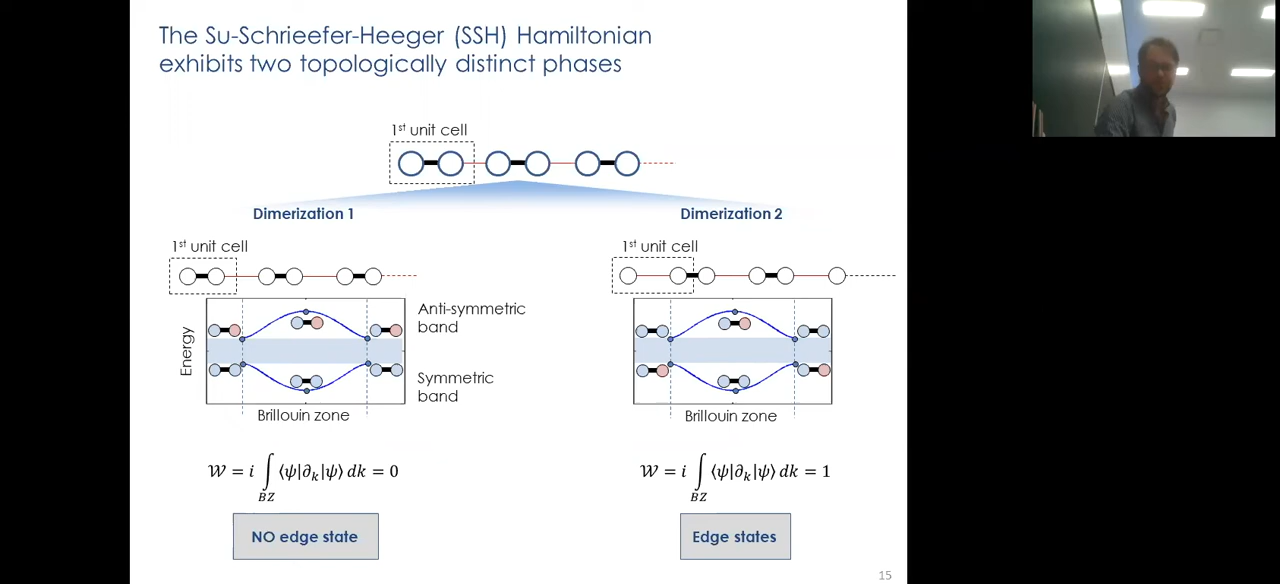 The Su-Schrieefer-Heeger (SSH) Hamiltonian
exhibits two topologically distinct phases
1st unit cell
Dimerization 1
Dimerization 2
1st unit cell
1st unit cell
Energy
Anti-symmetric
band
Symmetric
band
Brillouin zone
Brillouin zone
𝒲 = i ∫BZ ⟨ψ|∂k|ψ⟩ dk = 0
𝒲 = i ∫BZ ⟨ψ|∂k|ψ⟩ dk = 1
NO edge state
Edge states
15